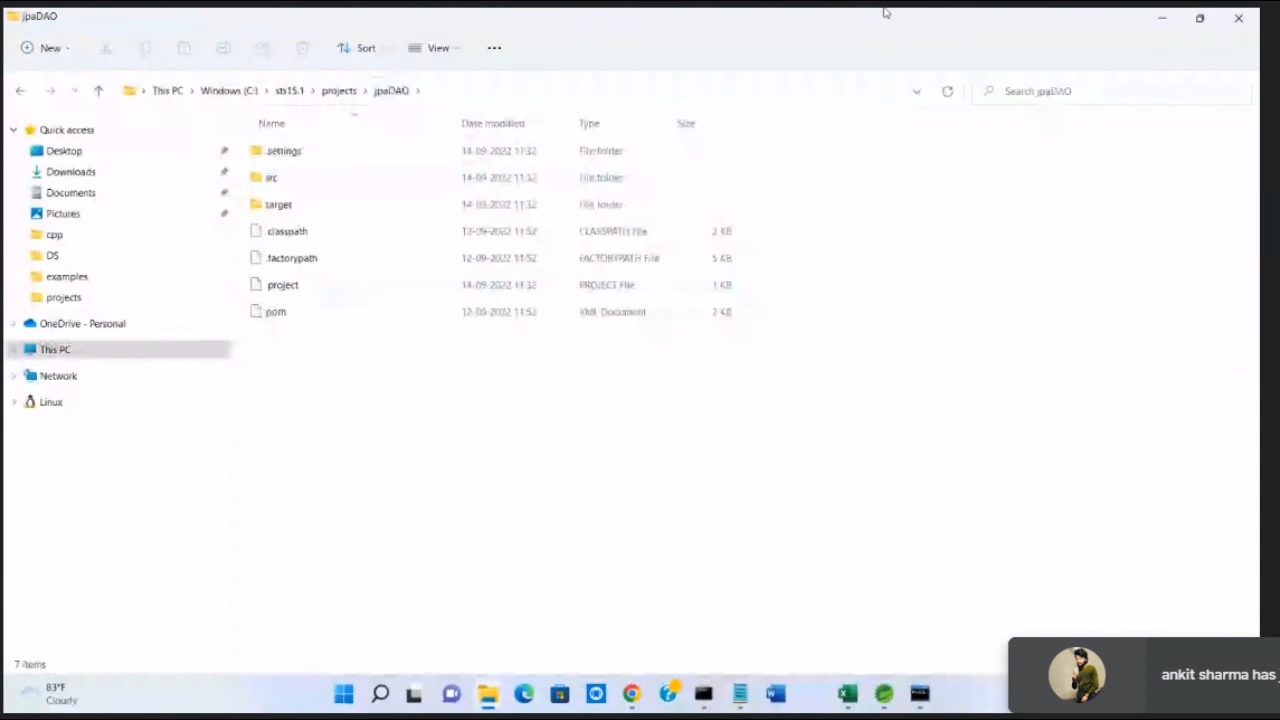 jpaDAO
New
Sort
View
This PC > Windows (C:) > sts15.1 > projects > jpaDAO >
Search jpaDAO
Name Date modified Type Size
Quick access
Desktop
Downloads
Documents
Pictures
cpp
DS
examples
projects
OneDrive - Personal
This PC
Network
Linux
.settings 14-09-2022 11:32 File folder
src 14-09-2022 11:32 File folder
target 14-09-2022 11:32 File folder
.classpath 12-09-2022 11:52 CLASSPATH File 2 KB
.factorypath 12-09-2022 11:52 FACTORYPATH File 5 KB
.project 14-09-2022 11:32 PROJECT File 1 KB
pom 12-09-2022 11:52 XML Document 2 KB
7 items
83°F
Cloudy
ankit sharma has